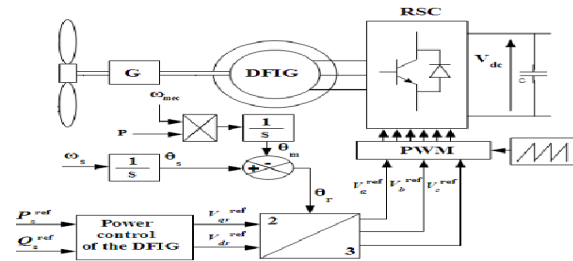 RSC
G
DFIG
V dc
C
ω mec
P
1
s
θ m
PWM
ω s
1
s
θ s
+
-
θ r
V a ref
V b ref
V c ref
P s ref
Q s ref
Power
control
of the DFIG
V qr ref
V dr ref
2
3